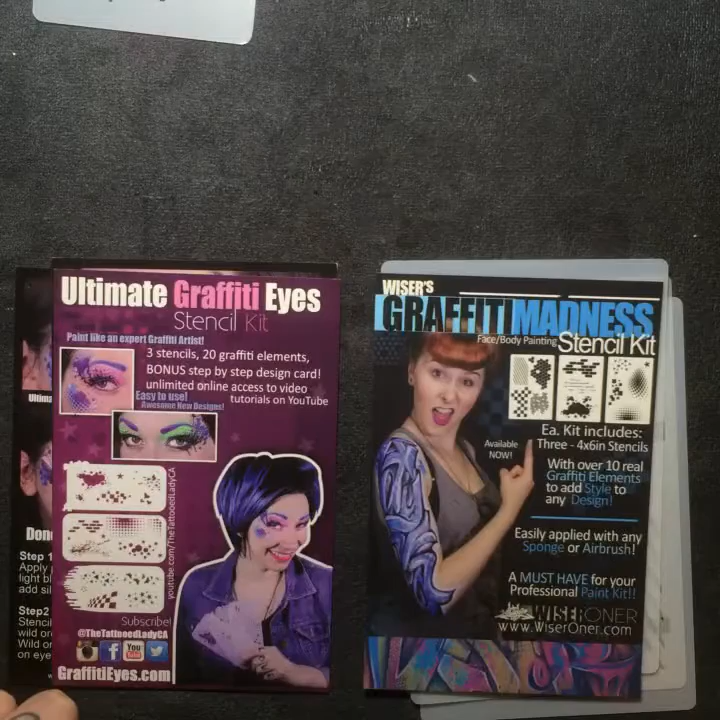 Ultimate Graffiti Eyes
Stencil Kit
Paint like an expert Graffiti Artist!
3 stencils, 20 graffiti elements,
BONUS step by step design card!
unlimited online access to video
tutorials on YouTube
Easy to use!
Awesome New Designs!
youtube.com/TheTattooedLadyCA
Subscribe!
@TheTattooedLadyCA
You
Tube
GraffitiEyes.com
Ultima
Don
Step 1
Apply
light bl
add sil
Step2
Stenci
wild or
Wild or
on eye
WISER'S
GRAFFITI MADNESS
Face/Body Painting Stencil Kit
Available
NOW!
Ea. Kit includes:
Three - 4x6in Stencils
With over 10 real
Graffiti Elements
to add Style to
any Design!
Easily applied with any
Sponge or Airbrush!
A MUST HAVE for your
Professional Paint Kit!!
WISERONER
www.WiserOner.com